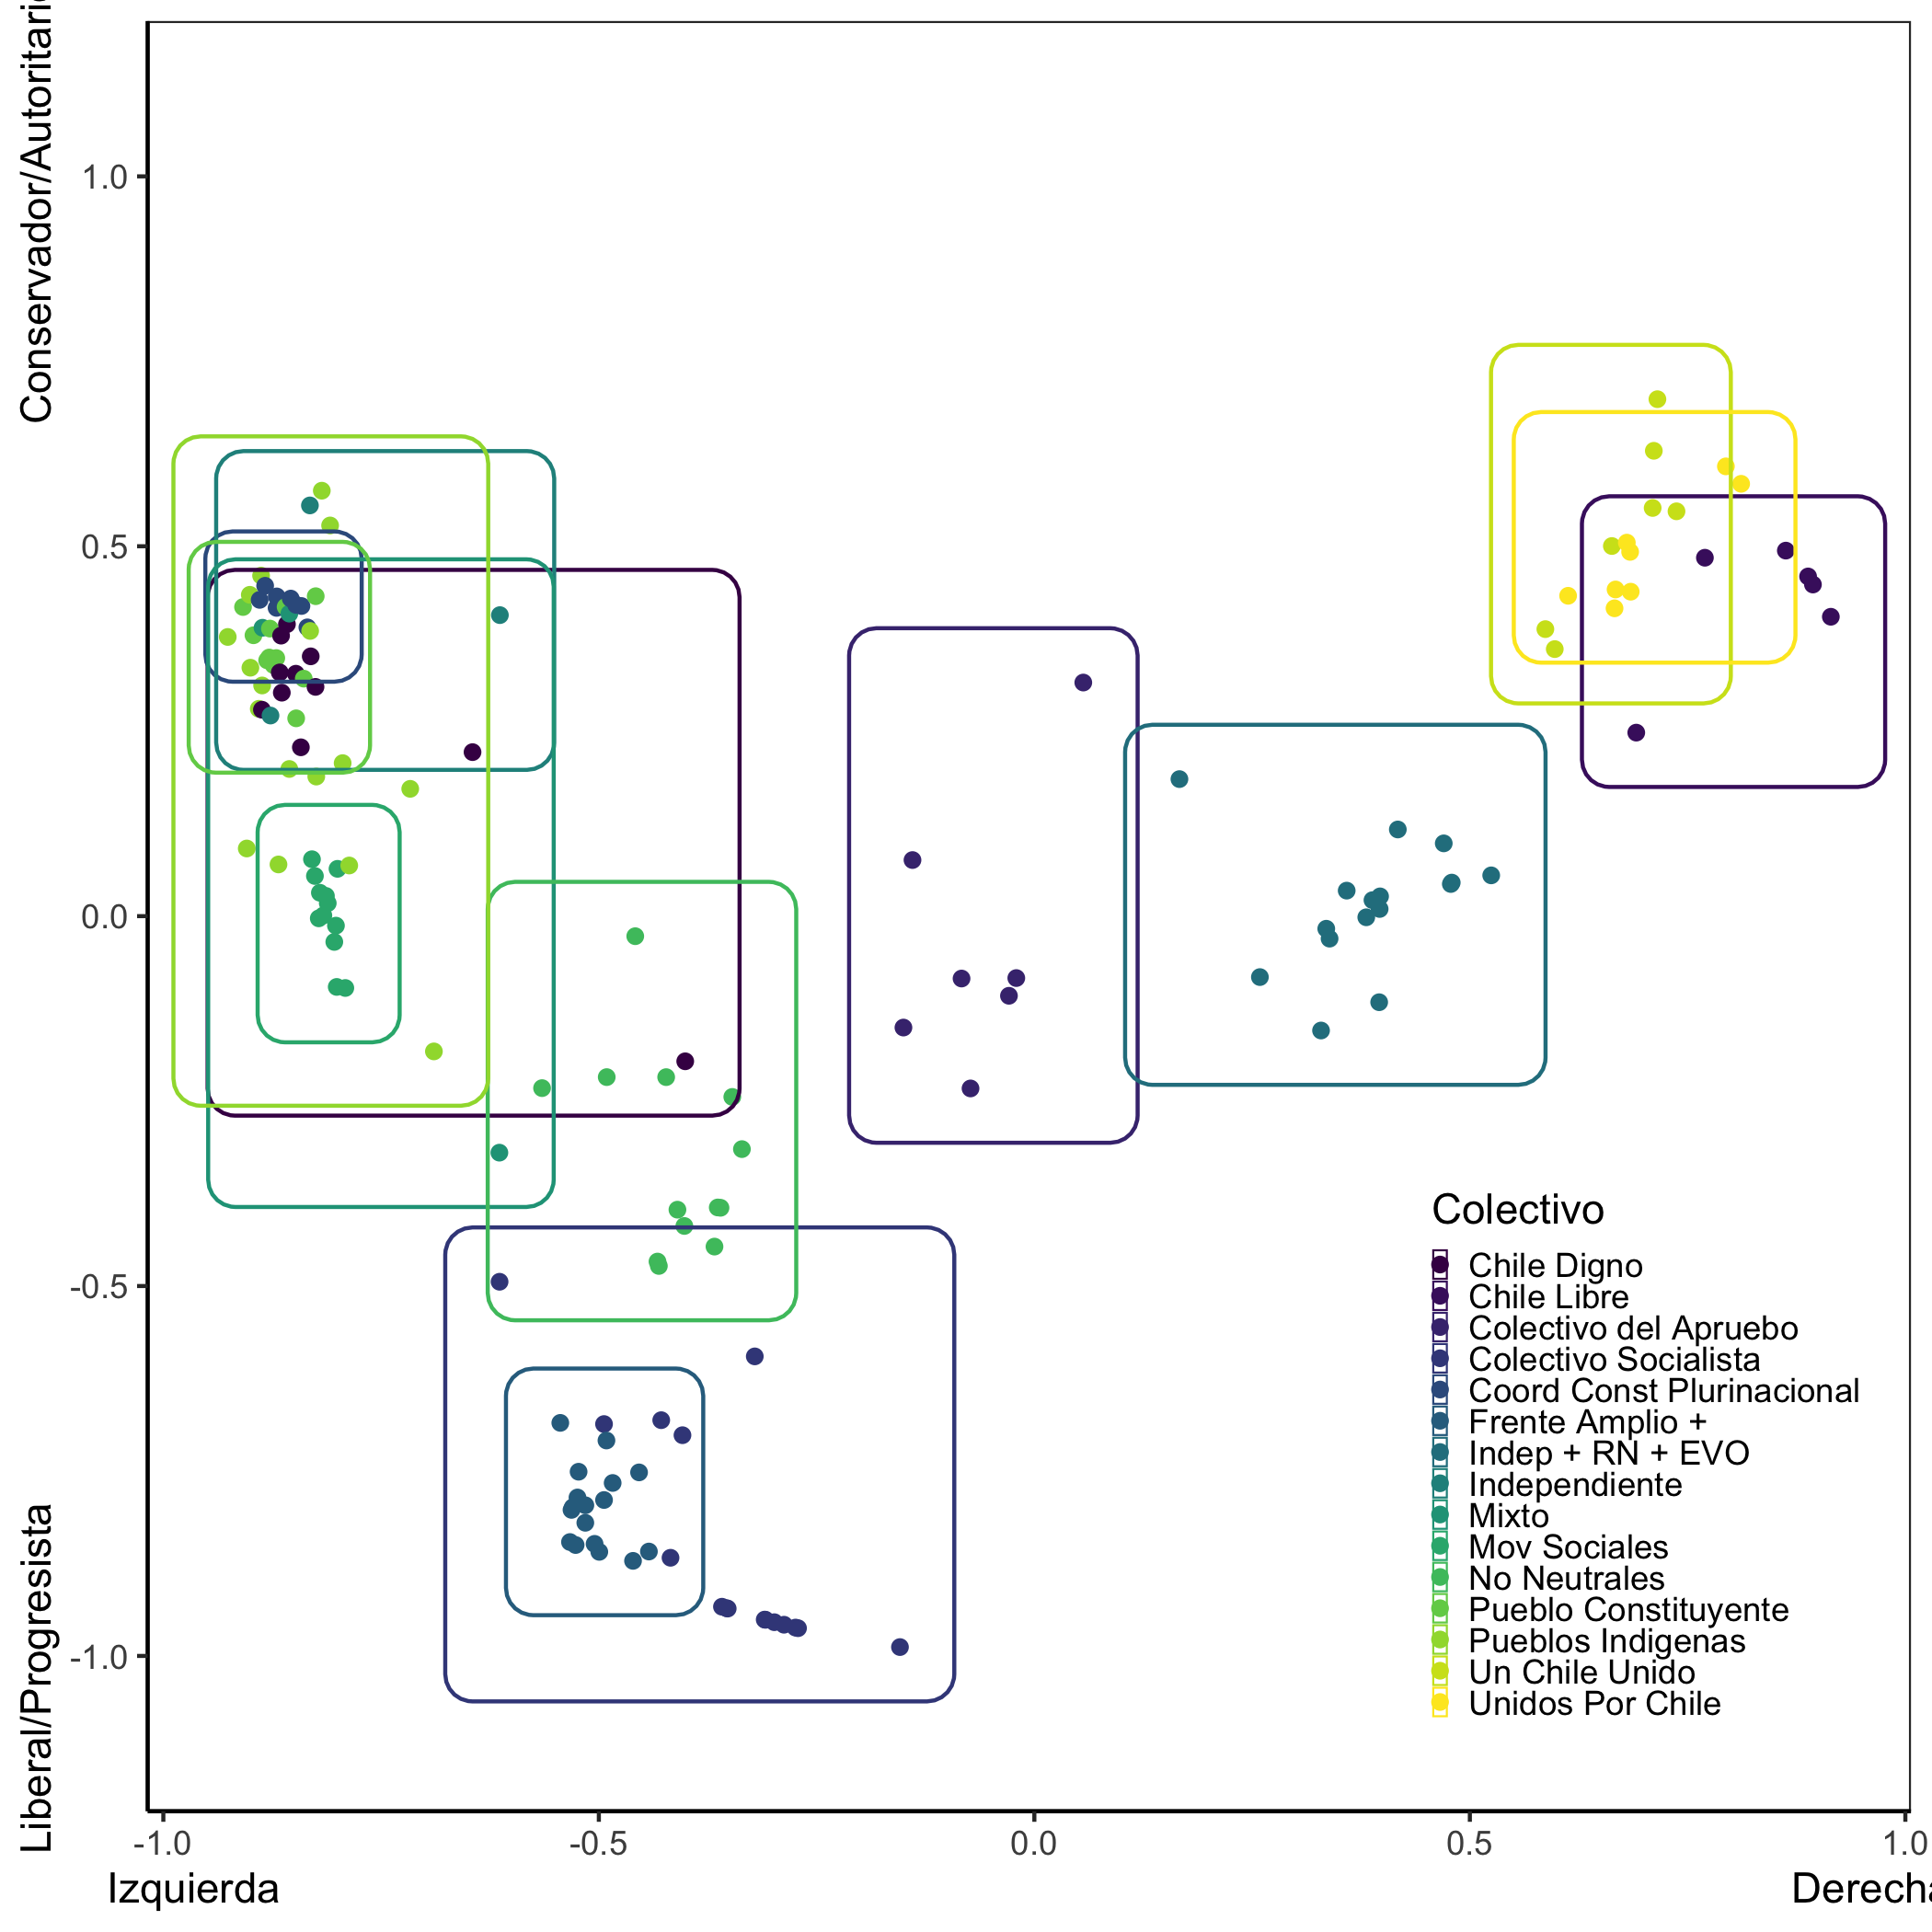 Conservador/Autoritario
1.0
0.5
0.0
-0.5
-1.0
Liberal/Progresista
Colectivo
Chile Digno
Chile Libre
Colectivo del Apruebo
Colectivo Socialista
Coord Const Plurinacional
Frente Amplio +
Indep + RN + EVO
Independiente
Mixto
Mov Sociales
No Neutrales
Pueblo Constituyente
Pueblos Indigenas
Un Chile Unido
Unidos Por Chile
-1.0 -0.5 0.0 0.5 1.0
Izquierda Derecha